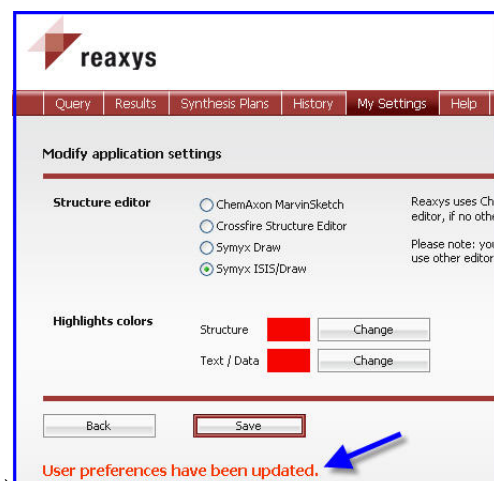 reaxys
Query Results Synthesis Plans History My Settings Help
Modify application settings
Structure editor
ChemAxon MarvinSketch
Crossfire Structure Editor
Symyx Draw
Symyx ISIS/Draw
Reaxys uses Ch
editor, if no oth
Please note: yo
use other editor
Highlights colors
Structure Change
Text / Data Change
Back Save
User preferences have been updated.